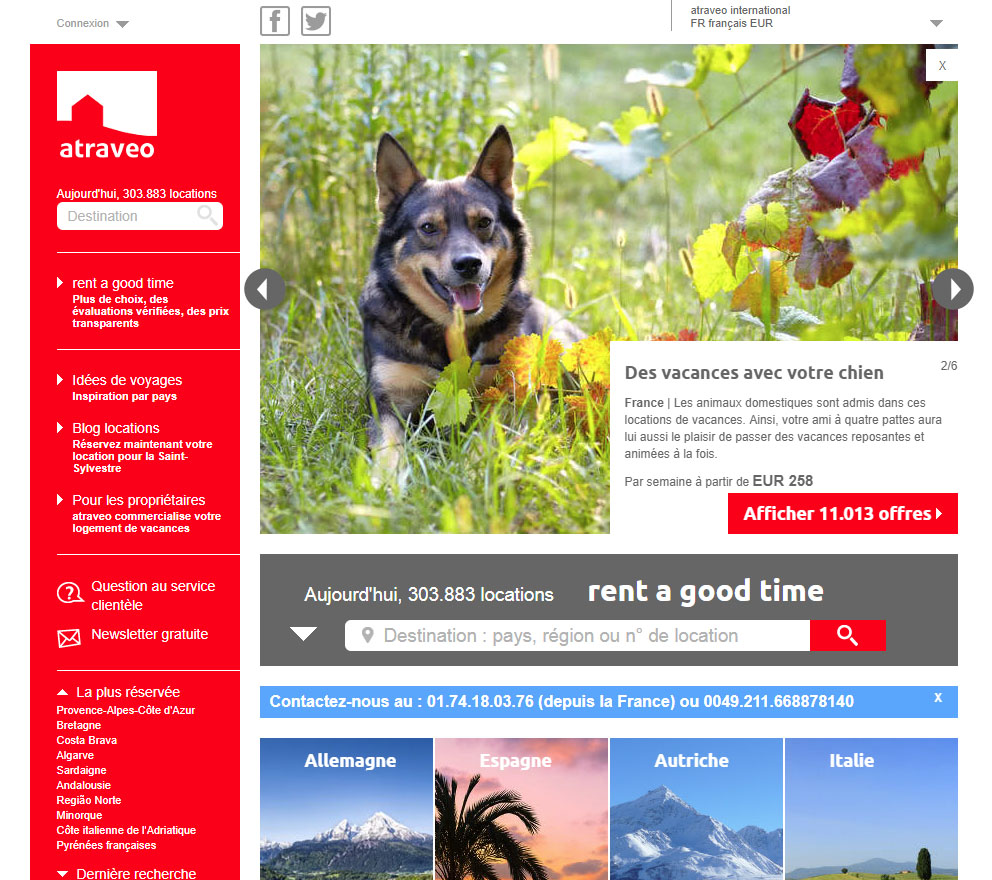 Connexion
atraveo international
FR français EUR
atraveo
Aujourd'hui, 303.883 locations
Destination
rent a good time
Plus de choix, des
évaluations vérifiées, des prix
transparents
Idées de voyages
Inspiration par pays
Blog locations
Réservez maintenant votre
location pour la Saint-
Sylvestre
Pour les propriétaires
atraveo commercialise votre
logement de vacances
Question au service
clientèle
Newsletter gratuite
La plus réservée
Provence-Alpes-Côte d'Azur
Bretagne
Costa Brava
Algarve
Sardaigne
Andalousie
Região Norte
Minorque
Côte italienne de l'Adriatique
Pyrénées françaises
Dernière recherche
X
Des vacances avec votre chien
2/6
France | Les animaux domestiques sont admis dans ces
locations de vacances. Ainsi, votre ami à quatre pattes aura
lui aussi le plaisir de passer des vacances reposantes et
animées à la fois.
Par semaine à partir de EUR 258
Afficher 11.013 offres
Aujourd'hui, 303.883 locations rent a good time
Destination : pays, région ou n° de location
Contactez-nous au : 01.74.18.03.76 (depuis la France) ou 0049.211.668878140
x
Allemagne
Espagne
Autriche
Italie